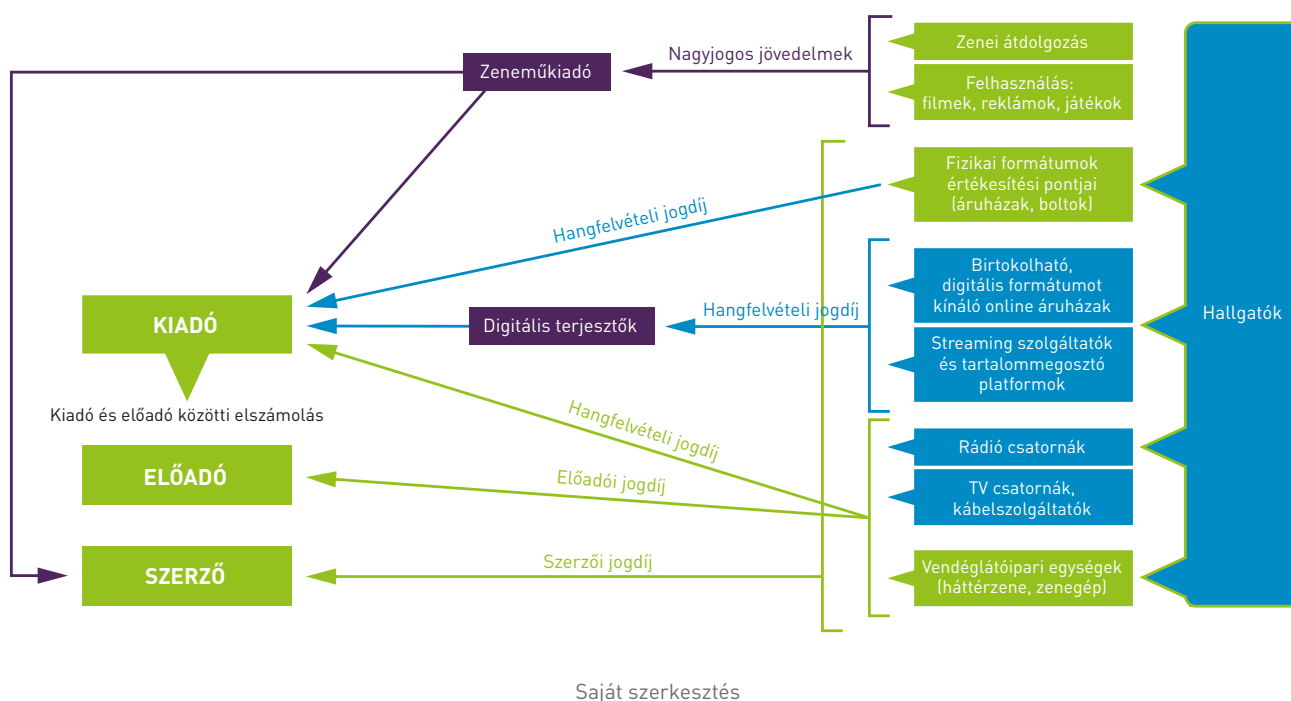 Zenei átdolgozás
Nagyjogos jövedelmek
Zeneműkiadó
Felhasználás:
filmek, reklámok, játékok
Fizikai formátumok
értékesítési pontjai
(áruházak, boltok)
Hangfelvételi jogdíj
Birtokolható,
digitális formátumot
kínáló online áruházak
Hallgatók
KIADÓ
Digitális terjesztők
Hangfelvételi jogdíj
Streaming szolgáltatók
és tartalommegosztó
platformok
Kiadó és előadó közötti elszámolás
Hangfelvételi jogdíj
Rádió csatornák
ELŐADÓ
Előadói jogdíj
TV csatornák,
kábelszolgáltatók
SZERZŐ
Szerzői jogdíj
Vendéglátóipari egységek
(háttérzene, zenegép)
Saját szerkesztés